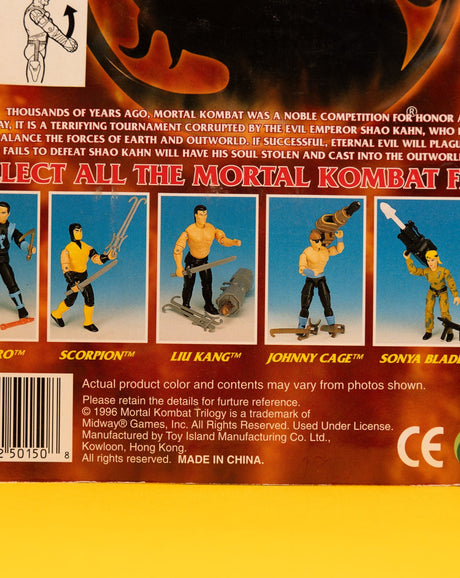 ®
THOUSANDS OF YEARS AGO, MORTAL KOMBAT WAS A NOBLE COMPETITION FOR HONOR
AY, IT IS A TERRIFYING TOURNAMENT CORRUPTED BY THE EVIL EMPEROR SHAO KAHN, WHO
ALANCE THE FORCES OF EARTH AND OUTWORLD. IF SUCCESSFUL, ETERNAL EVIL WILL PLAGU
FAILS TO DEFEAT SHAO KAHN WILL HAVE HIS SOUL STOLEN AND CAST INTO THE OUTWORL
LECT ALL THE MORTAL KOMBAT F
RO™ SCORPION™ LIU KANG™ JOHNNY CAGE™ SONYA BLAD
Actual product color and contents may vary from photos shown.
Please retain the details for furture reference.
© 1996 Mortal Kombat Trilogy is a trademark of
Midway® Games, Inc. All Rights Reserved. Used Under License.
Manufactured by Toy Island Manufacturing Co. Ltd.,
Kowloon, Hong Kong.
All rights reserved. MADE IN CHINA.
250150 8
CE